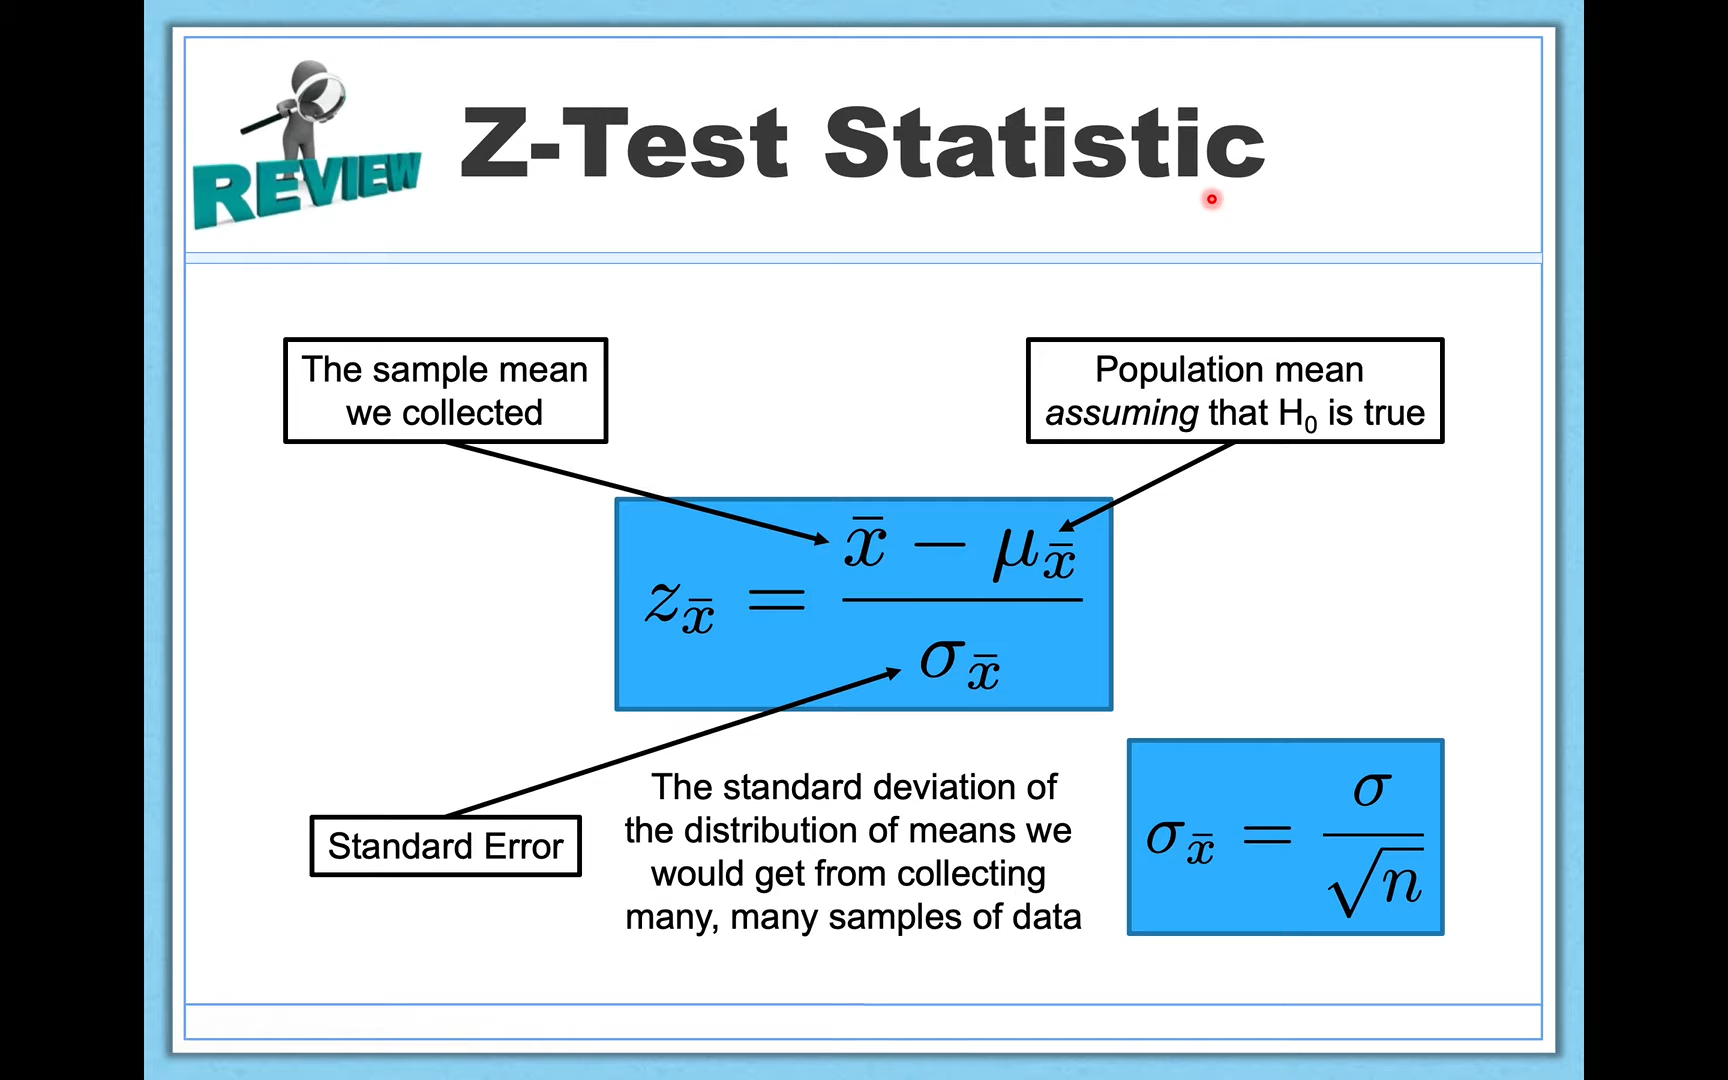 REVIEW
Z-Test Statistic
The sample mean
we collected
Population mean
assuming that H₀ is true
z_x̄ = (x̄ − μ_x̄) / σ_x̄
Standard Error
The standard deviation of
the distribution of means we
would get from collecting
many, many samples of data
σ_x̄ = σ / √n